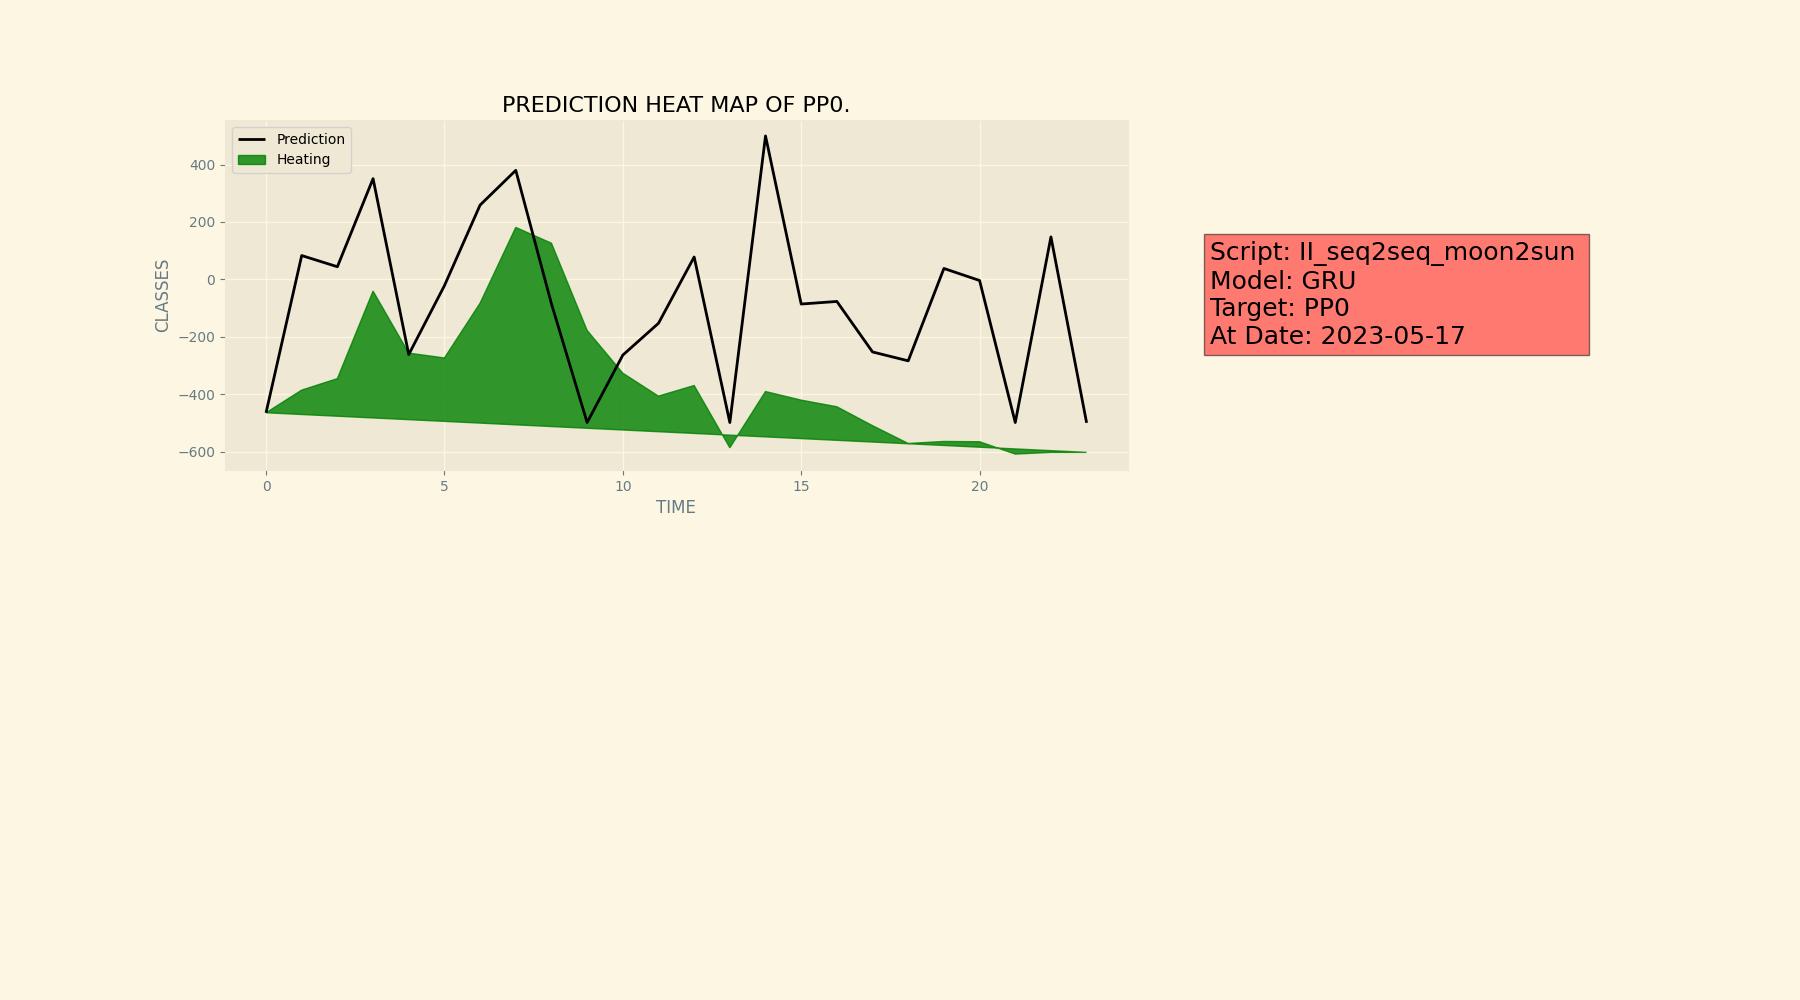 PREDICTION HEAT MAP OF PP0.
Prediction
Heating
400
200
0
−200
−400
−600
CLASSES
0 5 10 15 20
TIME
Script: II_seq2seq_moon2sun
Model: GRU
Target: PP0
At Date: 2023-05-17